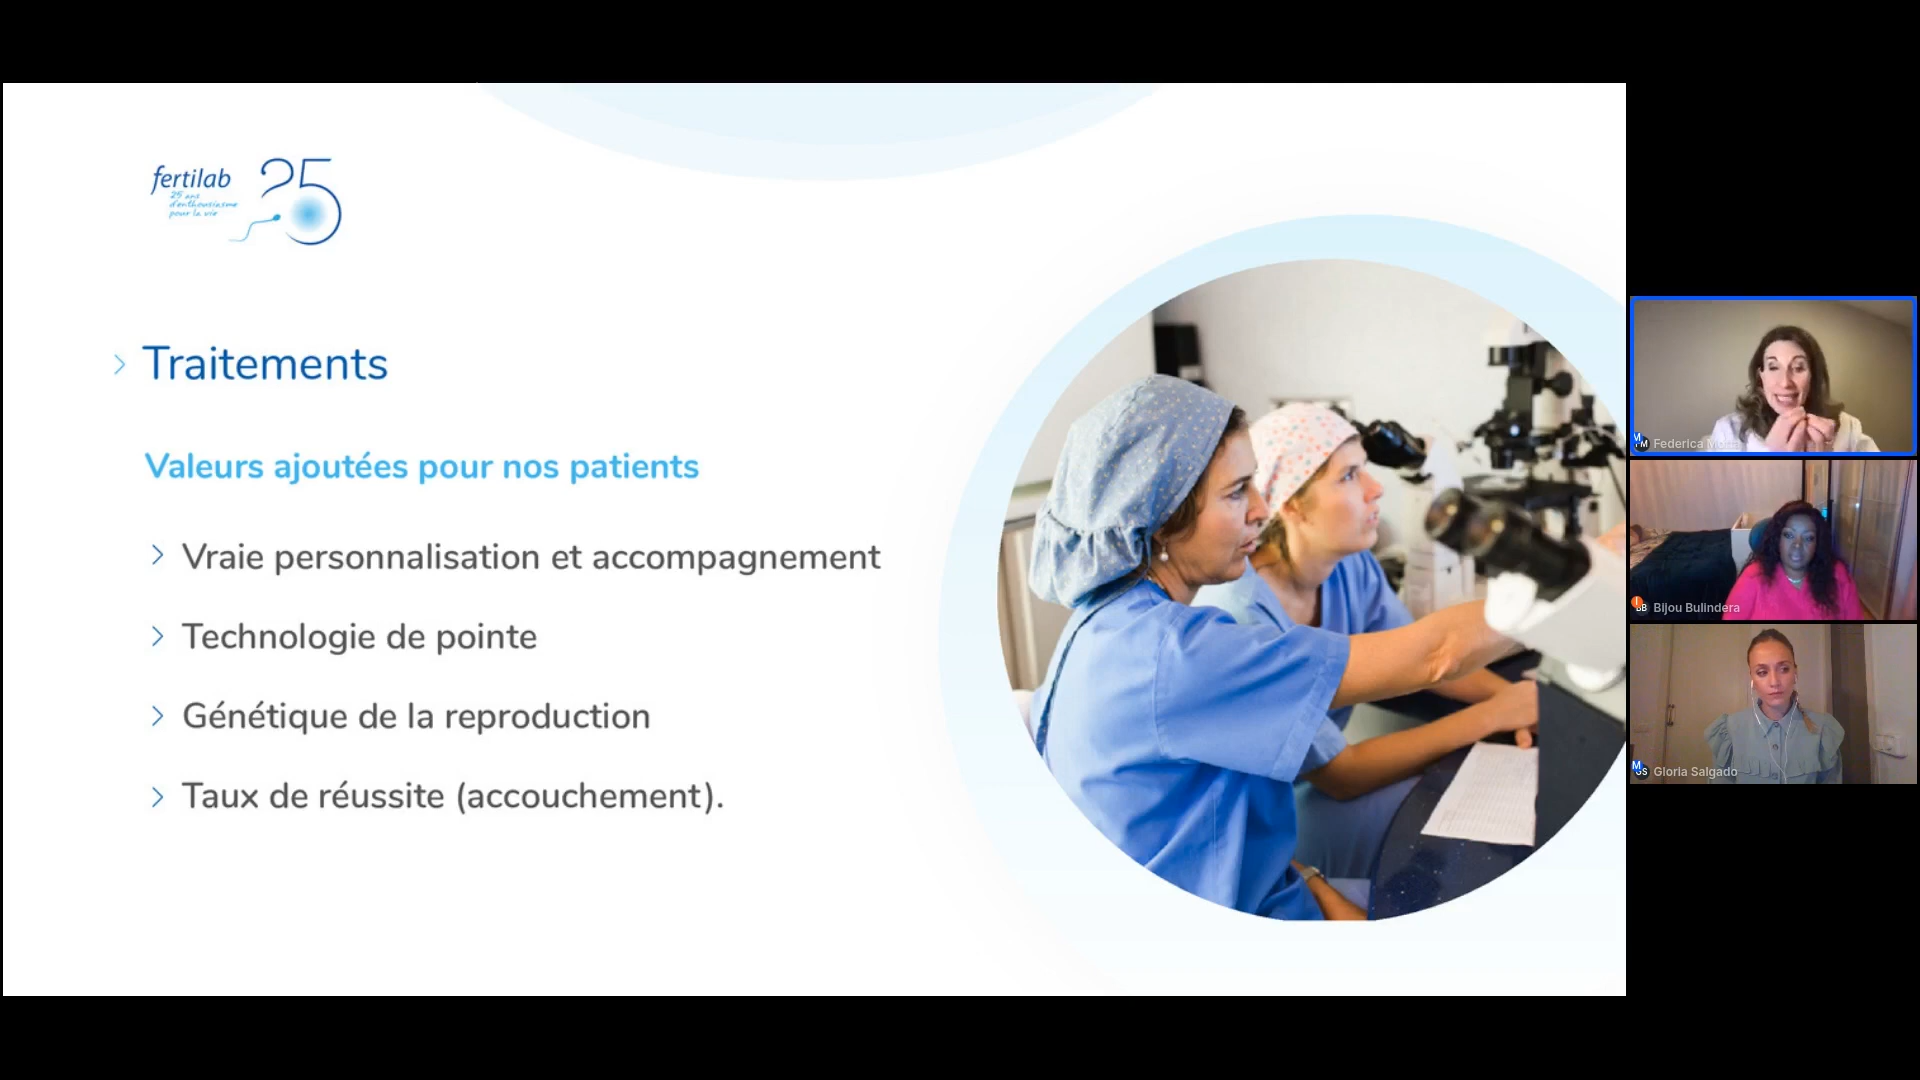 fertilab
25 ans
d'enthousiasme
pour la vie
25
Traitements
Valeurs ajoutées pour nos patients
Vraie personnalisation et accompagnement
Technologie de pointe
Génétique de la reproduction
Taux de réussite (accouchement).
Federica
Bijou Bulindera
Gloria Salgado